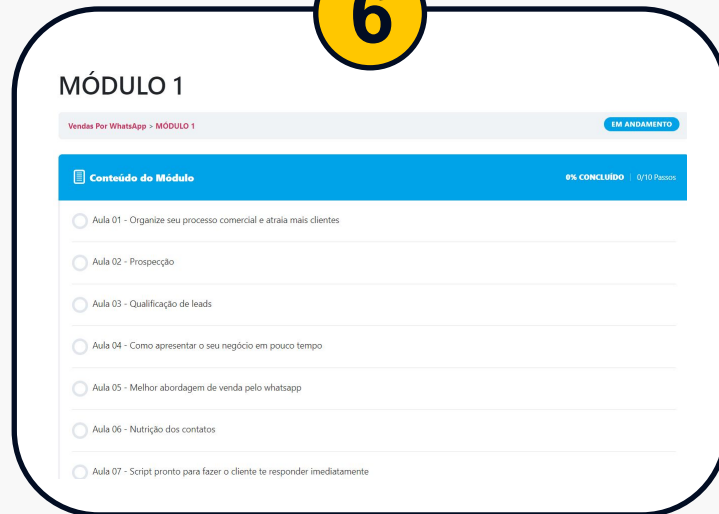 6
MÓDULO 1
Vendas Por WhatsApp > MÓDULO 1
EM ANDAMENTO
Conteúdo do Módulo
0% CONCLUÍDO | 0/10 Passos
Aula 01 - Organize seu processo comercial e atraia mais clientes
Aula 02 - Prospecção
Aula 03 - Qualificação de leads
Aula 04 - Como apresentar o seu negócio em pouco tempo
Aula 05 - Melhor abordagem de venda pelo whatsapp
Aula 06 - Nutrição dos contatos
Aula 07 - Script pronto para fazer o cliente te responder imediatamente